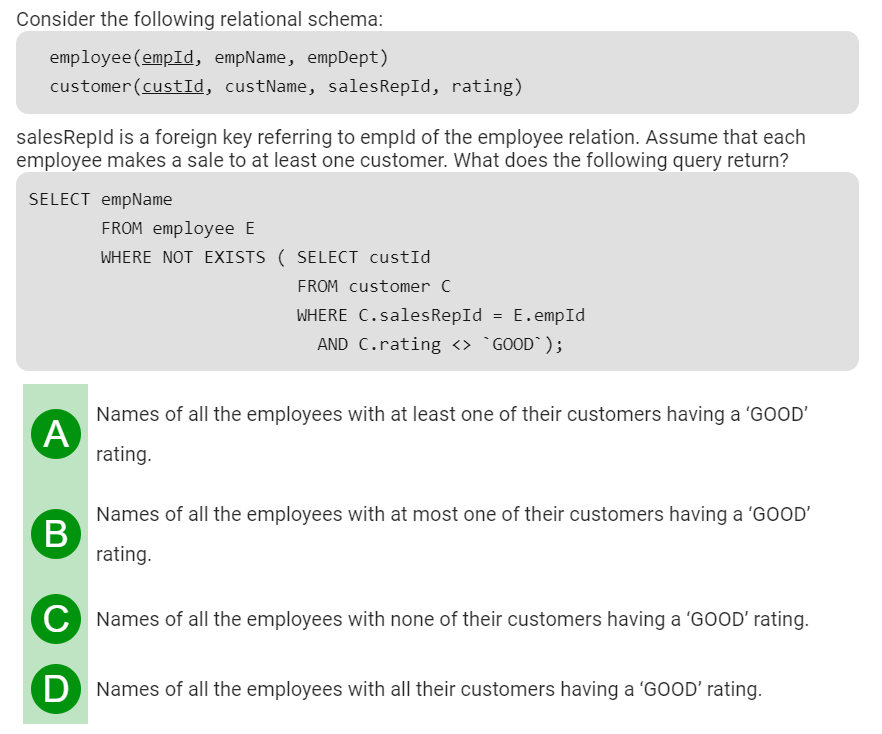 Consider the following relational schema:
employee(empId, empName, empDept)
customer(custId, custName, salesRepId, rating)
salesRepId is a foreign key referring to empId of the employee relation. Assume that each
employee makes a sale to at least one customer. What does the following query return?
SELECT empName
FROM employee E
WHERE NOT EXISTS ( SELECT custId
FROM customer C
WHERE C.salesRepId = E.empId
AND C.rating <> `GOOD`);
A
Names of all the employees with at least one of their customers having a ‘GOOD’
rating.
B
Names of all the employees with at most one of their customers having a ‘GOOD’
rating.
C
Names of all the employees with none of their customers having a ‘GOOD’ rating.
D
Names of all the employees with all their customers having a ‘GOOD’ rating.